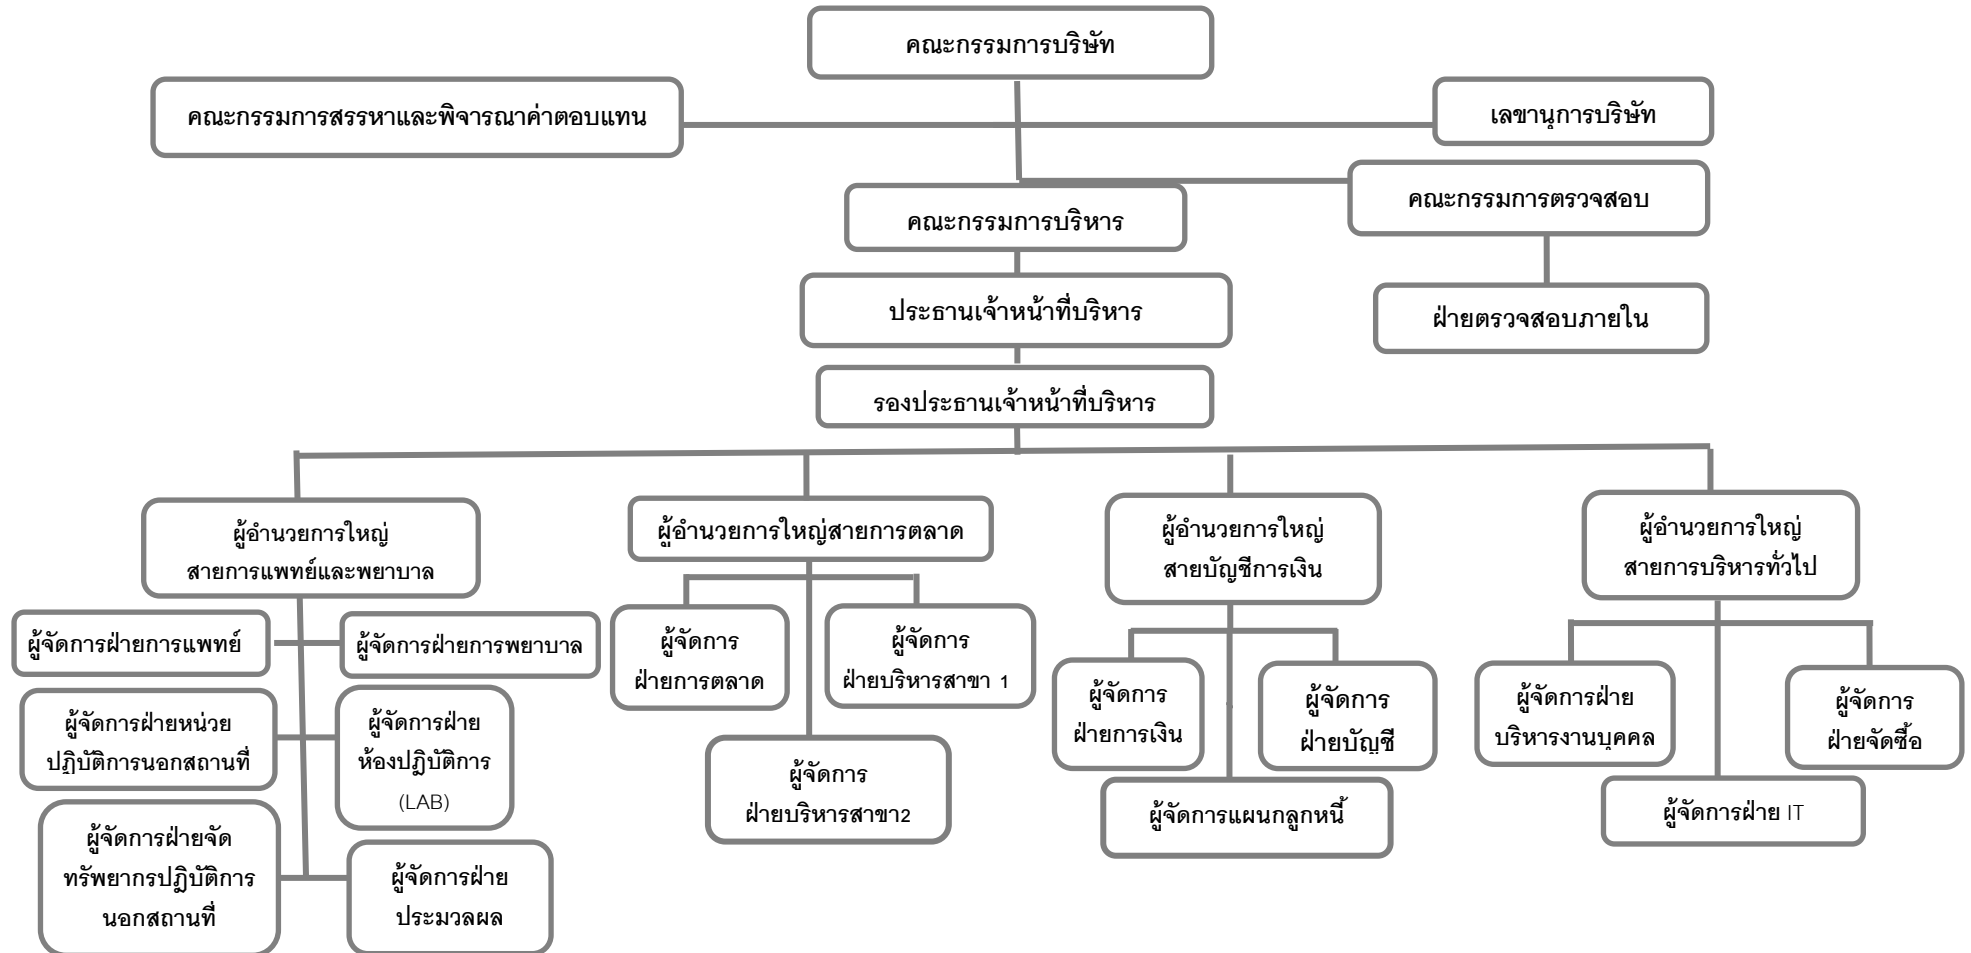 คณะกรรมการบริษัท
คณะกรรมการสรรหาและพิจารณาค่าตอบแทน
เลขานุการบริษัท
คณะกรรมการตรวจสอบ
คณะกรรมการบริหาร
ประธานเจ้าหน้าที่บริหาร
ฝ่ายตรวจสอบภายใน
รองประธานเจ้าหน้าที่บริหาร
ผู้อำนวยการใหญ่
สายการแพทย์และพยาบาล
ผู้อำนวยการใหญ่สายการตลาด
ผู้อำนวยการใหญ่
สายบัญชีการเงิน
ผู้อำนวยการใหญ่
สายการบริหารทั่วไป
ผู้จัดการฝ่ายการแพทย์
ผู้จัดการฝ่ายการพยาบาล
ผู้จัดการฝ่ายหน่วย
ปฏิบัติการนอกสถานที่
ผู้จัดการฝ่าย
ห้องปฏิบัติการ
(LAB)
ผู้จัดการฝ่ายจัด
ทรัพยากรปฏิบัติการ
นอกสถานที่
ผู้จัดการฝ่าย
ประมวลผล
ผู้จัดการ
ฝ่ายการตลาด
ผู้จัดการ
ฝ่ายบริหารสาขา 1
ผู้จัดการ
ฝ่ายบริหารสาขา2
ผู้จัดการ
ฝ่ายการเงิน
ผู้จัดการ
ฝ่ายบัญชี
ผู้จัดการแผนกลูกหนี้
ผู้จัดการฝ่าย
บริหารงานบุคคล
ผู้จัดการ
ฝ่ายจัดซื้อ
ผู้จัดการฝ่าย IT